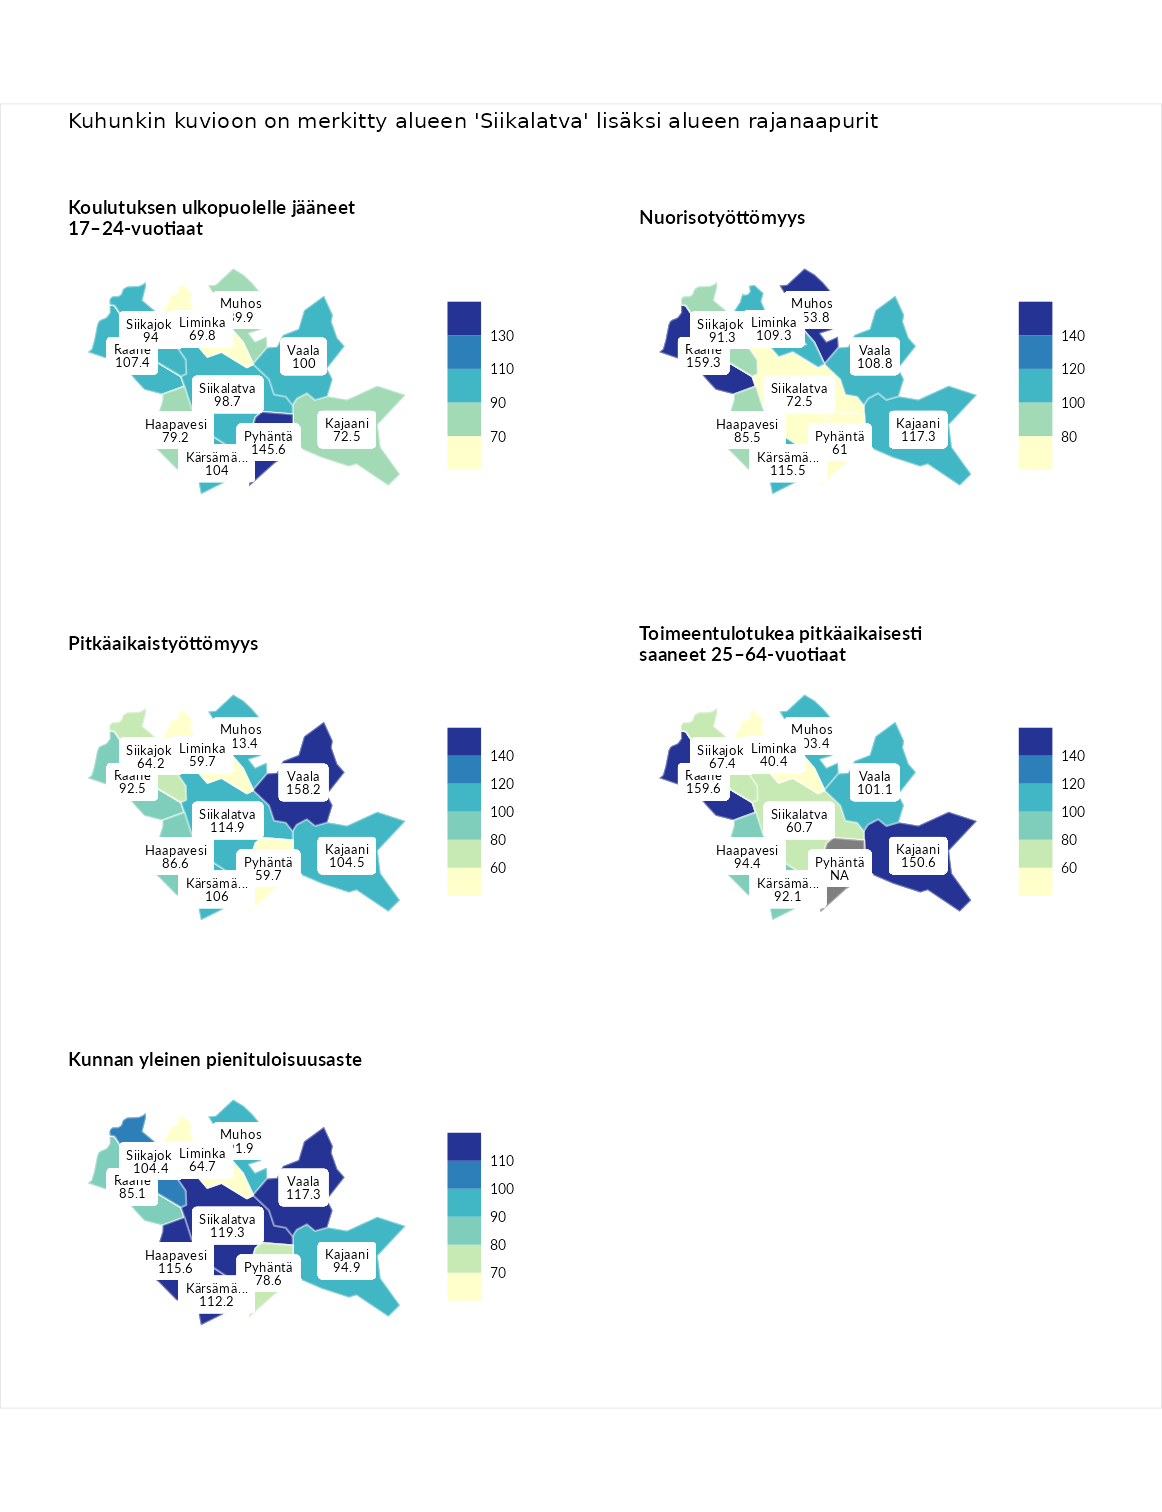 Kuhunkin kuvioon on merkitty alueen 'Siikalatva' lisäksi alueen rajanaapurit
Koulutuksen ulkopuolelle jääneet
17–24-vuotiaat
Muhos
Siikajok
94
Liminka
69.8
107.4
Vaala
100
Siikalatva
98.7
Haapavesi
79.2
Pyhäntä
145.6
Kajaani
72.5
Kärsämä...
104
130
110
90
70
Nuorisotyöttömyys
Muhos
Siikajok
91.3
Liminka
109.3
159.3
Vaala
108.8
Siikalatva
72.5
Haapavesi
85.5
Pyhäntä
61
Kajaani
117.3
Kärsämä...
115.5
140
120
100
80
Pitkäaikaistyöttömyys
Muhos
Siikajok
64.2
Liminka
59.7
92.5
Vaala
158.2
Siikalatva
114.9
Haapavesi
86.6
Pyhäntä
59.7
Kajaani
104.5
Kärsämä...
106
140
120
100
80
60
Toimeentulotukea pitkäaikaisesti
saaneet 25–64-vuotiaat
Muhos
Siikajok
67.4
Liminka
40.4
159.6
Vaala
101.1
Siikalatva
60.7
Haapavesi
94.4
Pyhäntä
NA
Kajaani
150.6
Kärsämä...
92.1
140
120
100
80
60
Kunnan yleinen pienituloisuusaste
Muhos
Siikajok
104.4
Liminka
64.7
85.1
Vaala
117.3
Siikalatva
119.3
Haapavesi
115.6
Pyhäntä
78.6
Kajaani
94.9
Kärsämä...
112.2
110
100
90
80
70